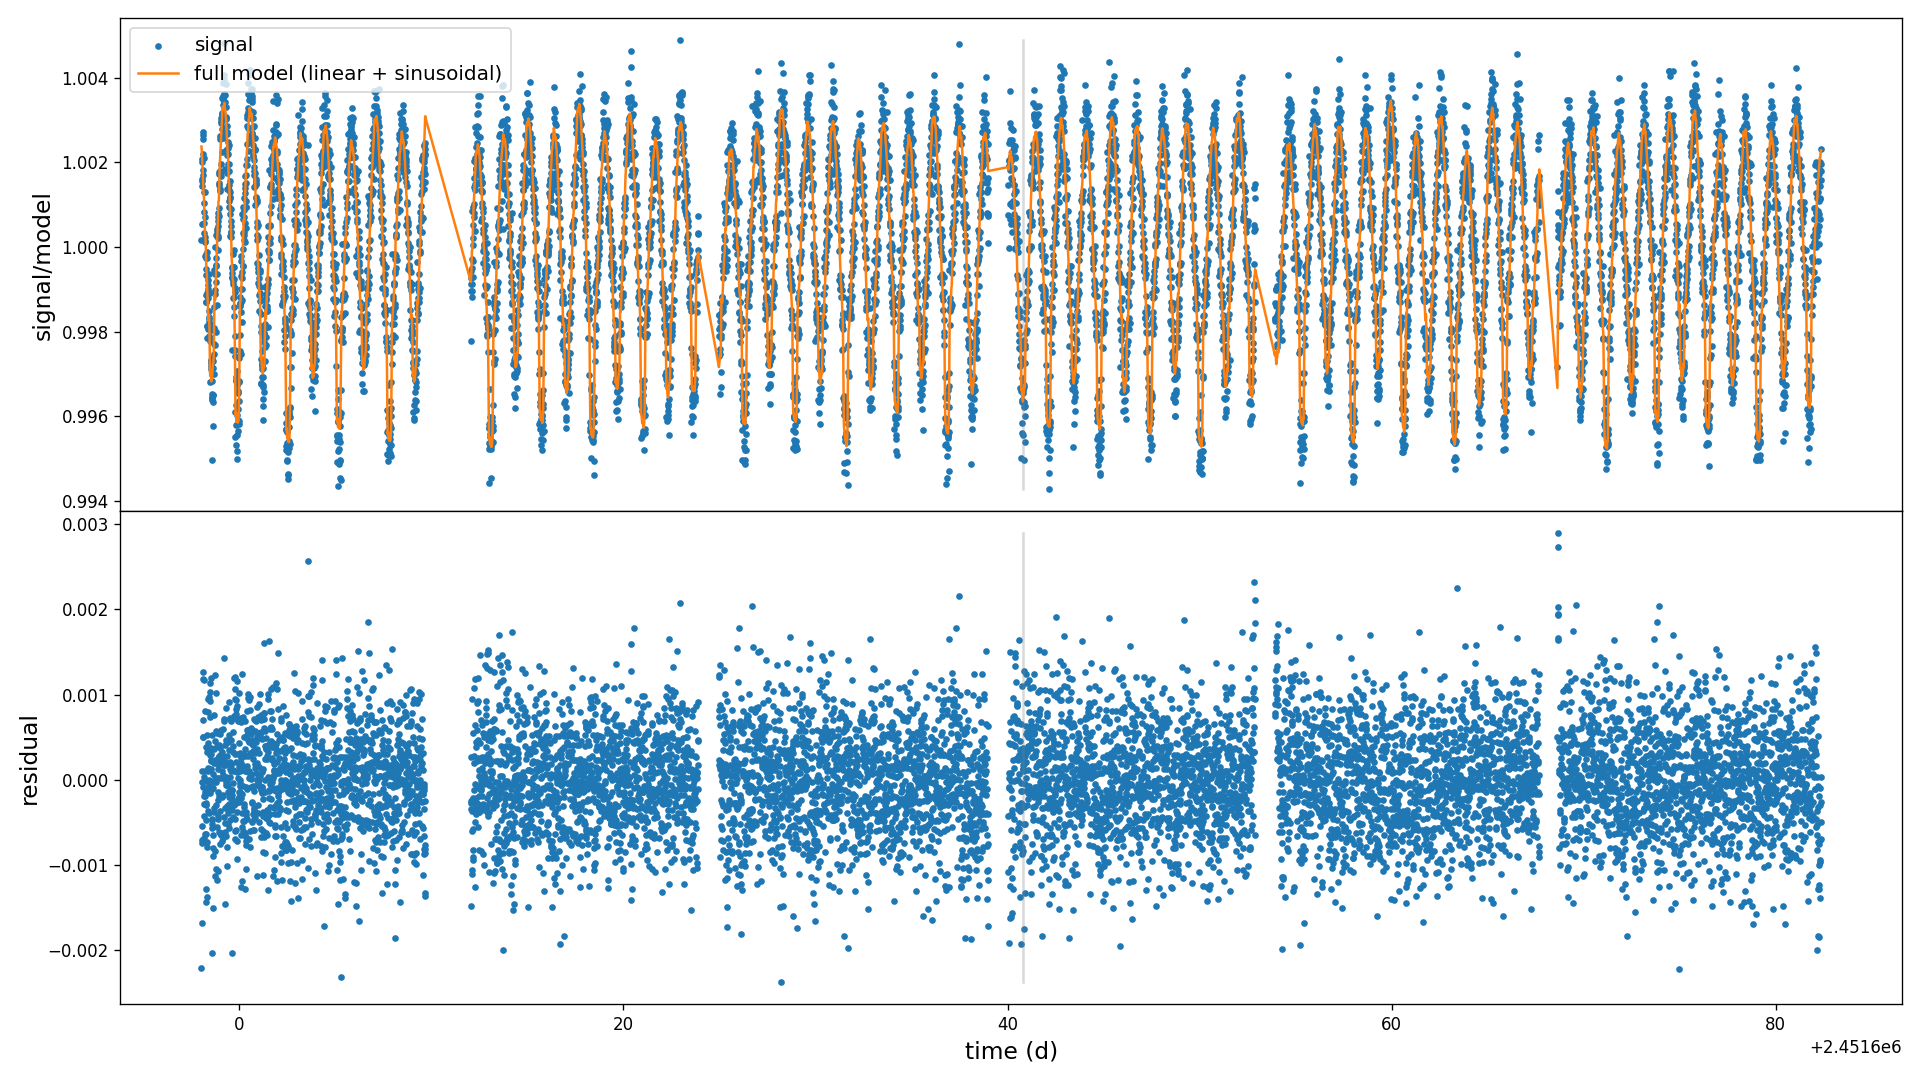 signal
full model (linear + sinusoidal)
signal/model
1.004
1.002
1.000
0.998
0.996
0.994
residual
0.003
0.002
0.001
0.000
−0.001
−0.002
0 20 40 60 80
time (d)
+2.4516e6